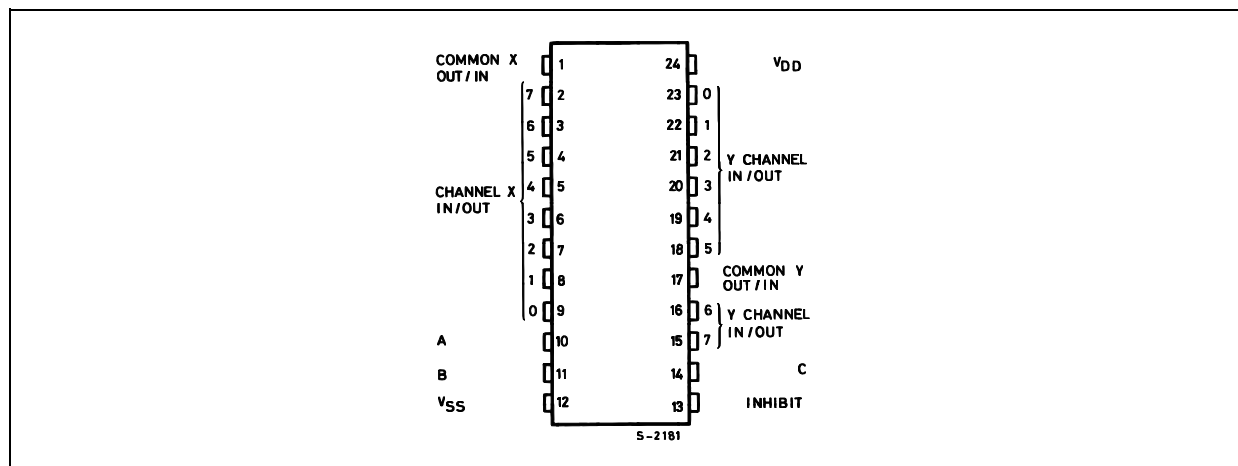 COMMON X
OUT/IN
1
24
VDD
7
2
23
0
6
3
22
1
5
4
21
2
Y CHANNEL
IN/OUT
CHANNEL X
IN/OUT
4
5
20
3
3
6
19
4
2
7
18
5
1
8
17
COMMON Y
OUT/IN
0
9
16
6
Y CHANNEL
IN/OUT
A
10
15
7
B
11
14
C
VSS
12
13
INHIBIT
S-2181